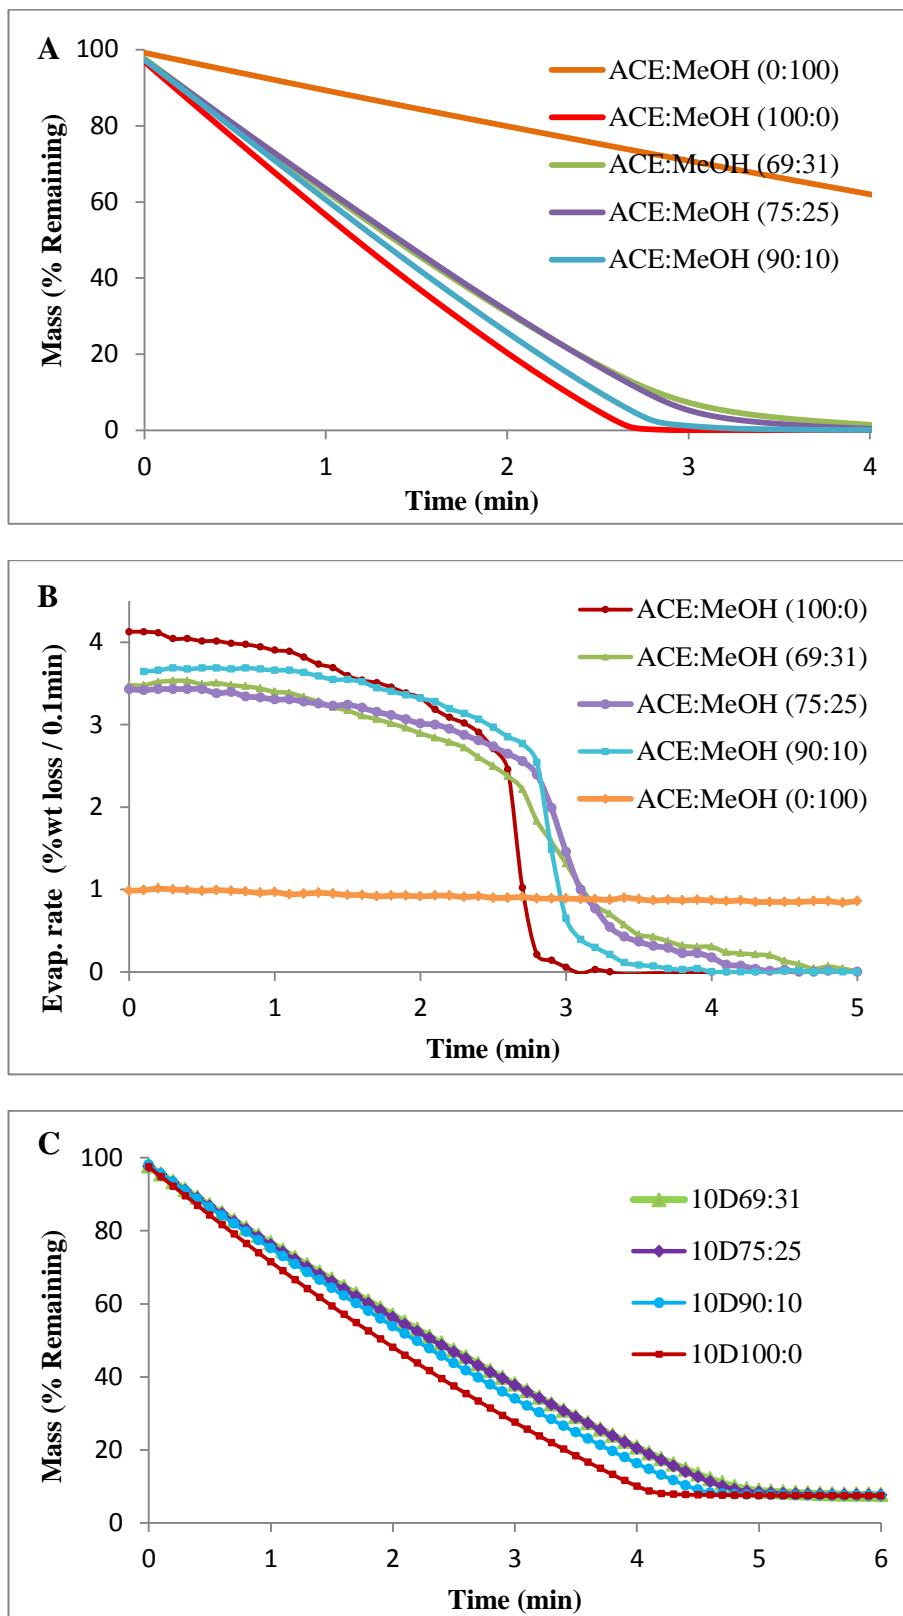 A
100
80
60
40
20
0
0 1 2 3 4
Mass (% Remaining)
Time (min)
ACE:MeOH (0:100)
ACE:MeOH (100:0)
ACE:MeOH (69:31)
ACE:MeOH (75:25)
ACE:MeOH (90:10)
B
4
3
2
1
0
0 1 2 3 4 5
Evap. rate (%wt loss / 0.1min)
Time (min)
ACE:MeOH (100:0)
ACE:MeOH (69:31)
ACE:MeOH (75:25)
ACE:MeOH (90:10)
ACE:MeOH (0:100)
C
100
80
60
40
20
0
0 1 2 3 4 5 6
Mass (% Remaining)
Time (min)
10D69:31
10D75:25
10D90:10
10D100:0